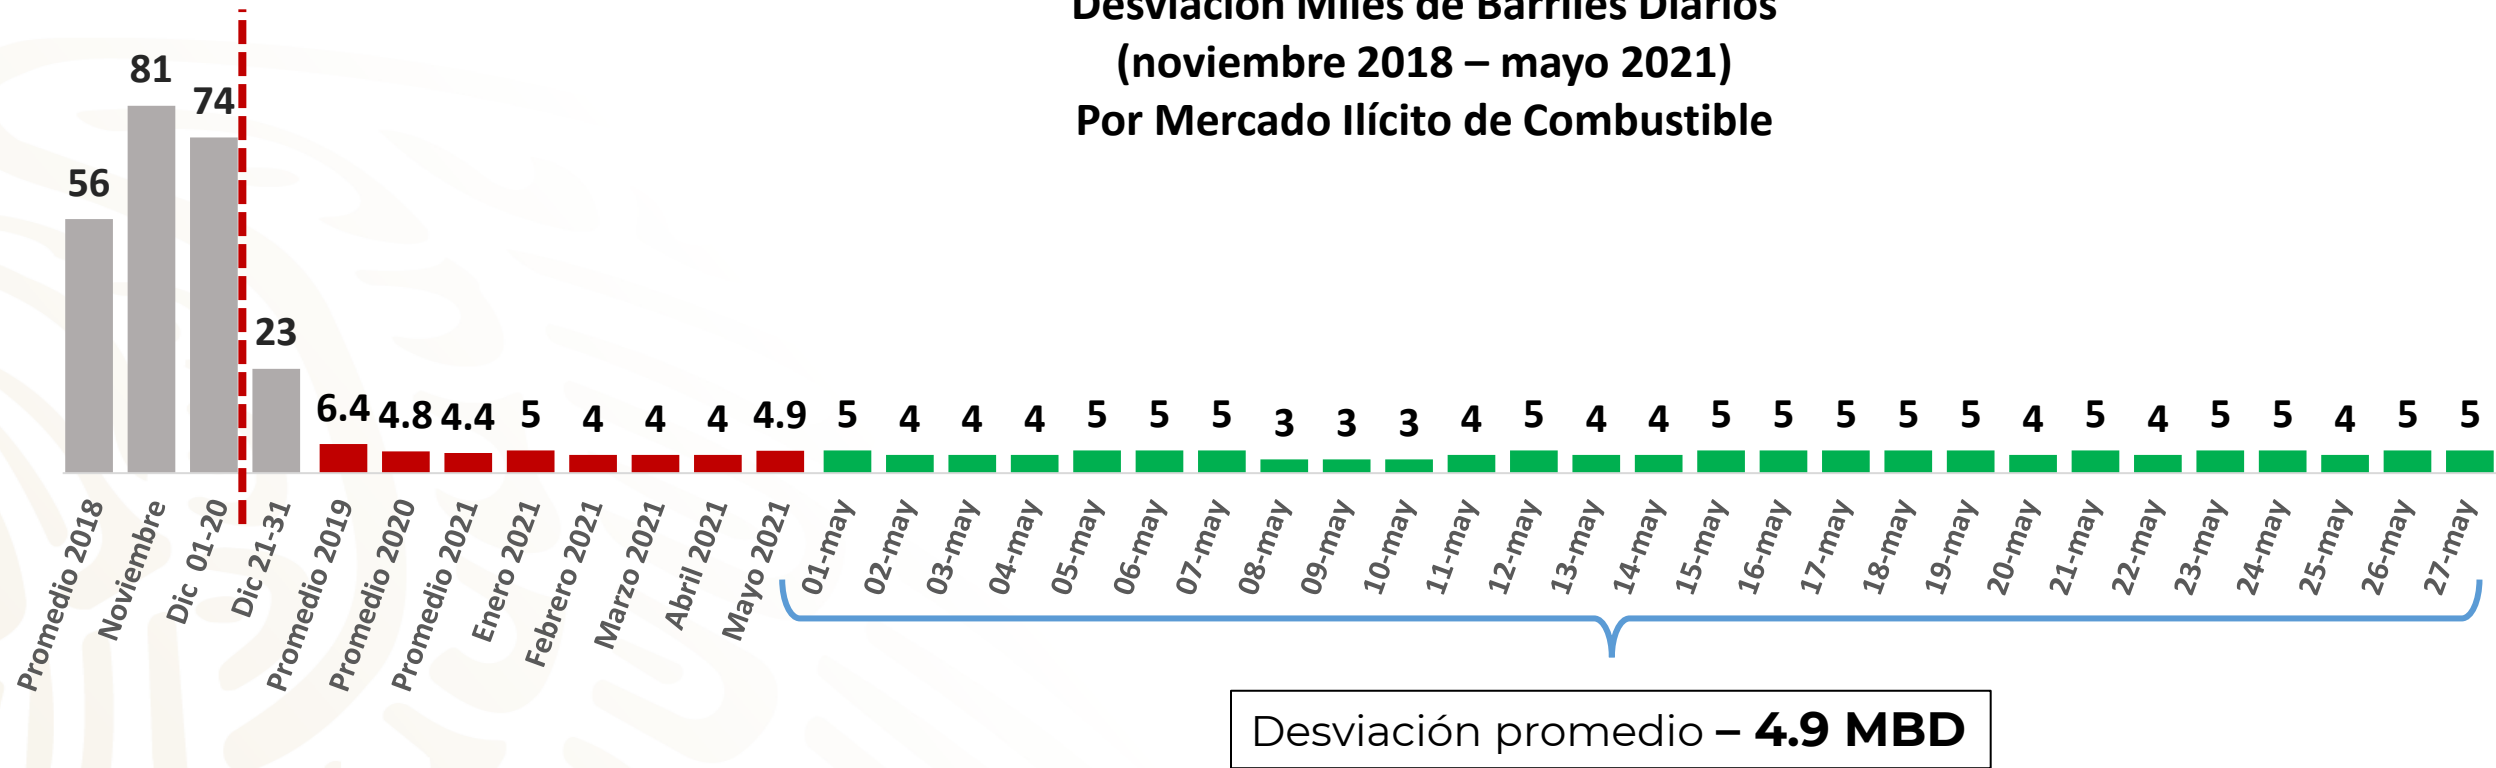 Desviación Miles de Barriles Diarios
(noviembre 2018 – mayo 2021)
Por Mercado Ilícito de Combustible
56
81
74
23
6.4
4.8
4.4
5
4
4
4
4.9
5
4
4
4
5
5
5
3
3
3
4
5
4
4
5
5
5
5
5
4
5
4
5
5
4
5
5
Promedio 2018
Noviembre
Dic 01-20
Dic 21-31
Promedio 2019
Promedio 2020
Promedio 2021
Enero 2021
Febrero 2021
Marzo 2021
Abril 2021
Mayo 2021
01-may
02-may
03-may
04-may
05-may
06-may
07-may
08-may
09-may
10-may
11-may
12-may
13-may
14-may
15-may
16-may
17-may
18-may
19-may
20-may
21-may
22-may
23-may
24-may
25-may
26-may
27-may
Desviación promedio – 4.9 MBD